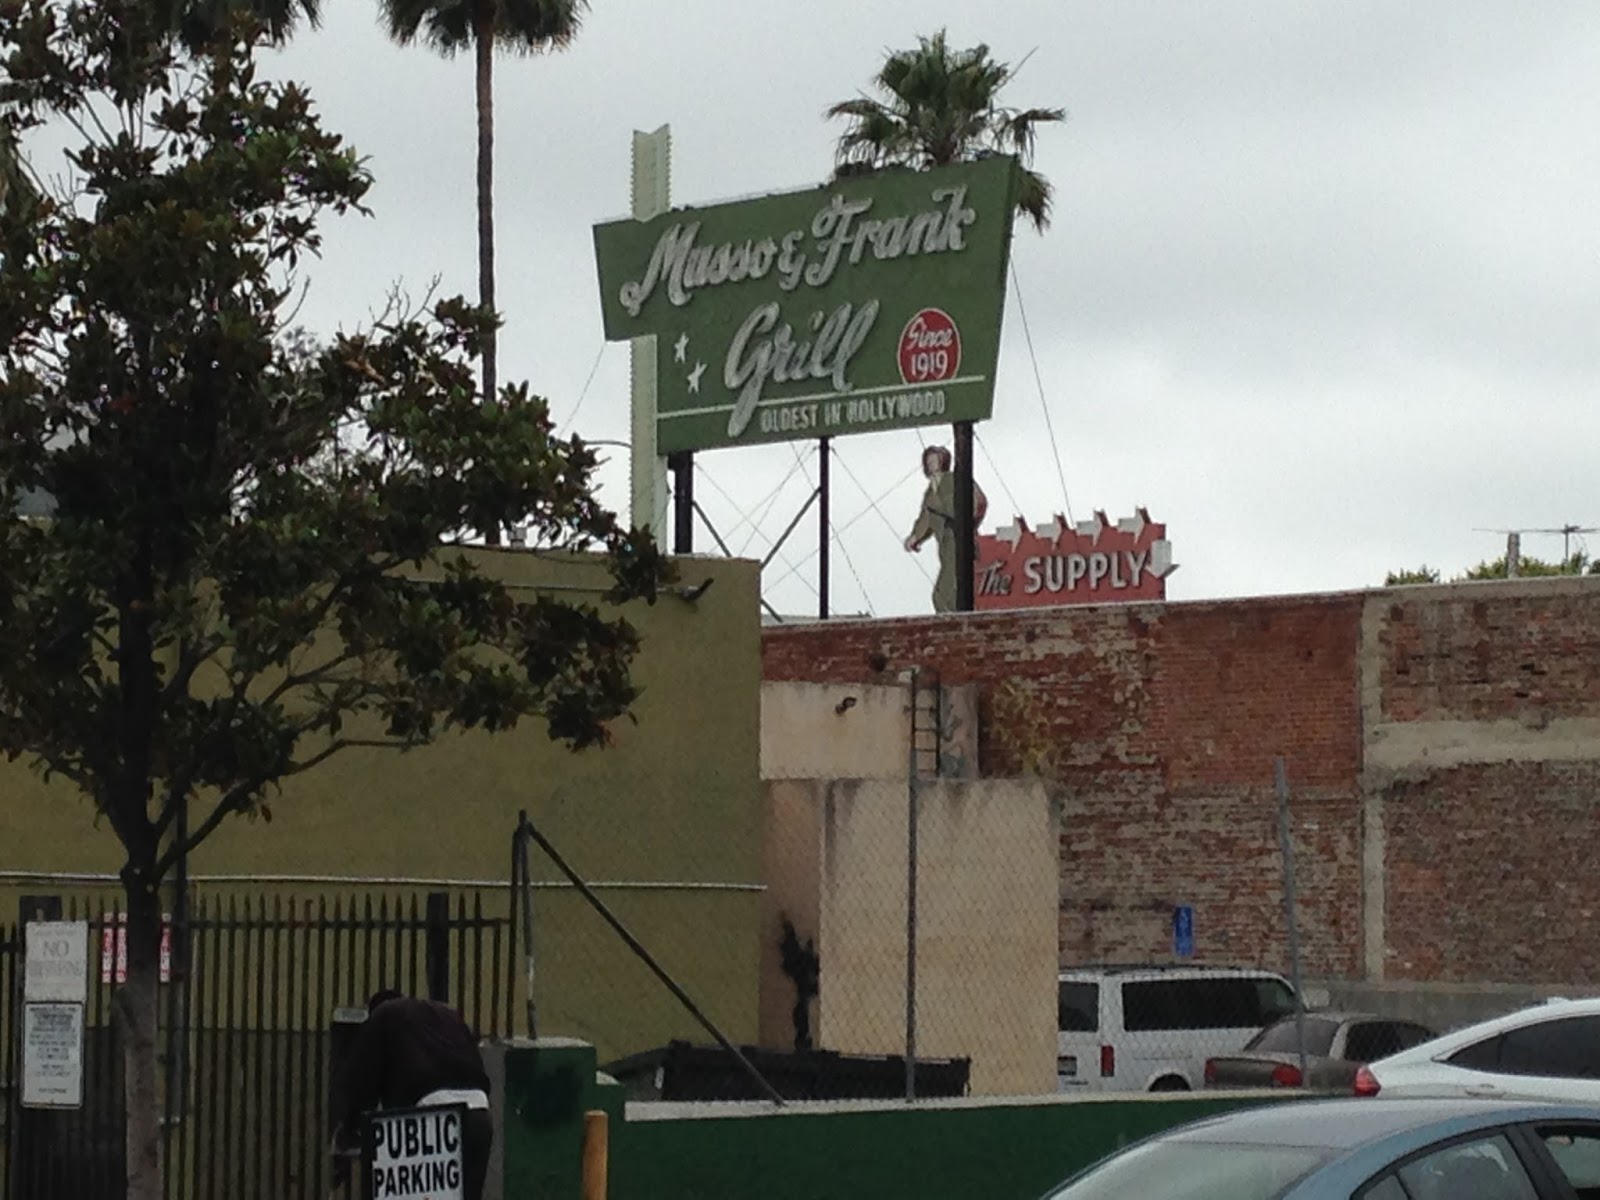 Musso & Frank
Grill
Since
1919
OLDEST IN HOLLYWOOD
The SUPPLY
NO
PUBLIC
PARKING